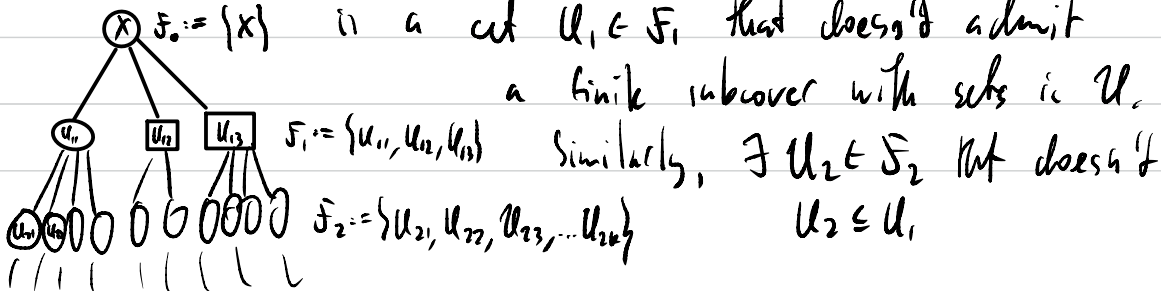 X F₀ := {X} is a set U₁ ∈ F₁ that doesn't admit
a finite subcover with sets in U.
U₁₁ U₁₂ U₁₃ F₁ := {U₁₁, U₁₂, U₁₃} Similarly, ∃ U₂ ∈ F₂ that doesn't
U₂₁ U₂₂ F₂ := {U₂₁, U₂₂, U₂₃, ... U₂ₖ} U₂ ⊆ U₁